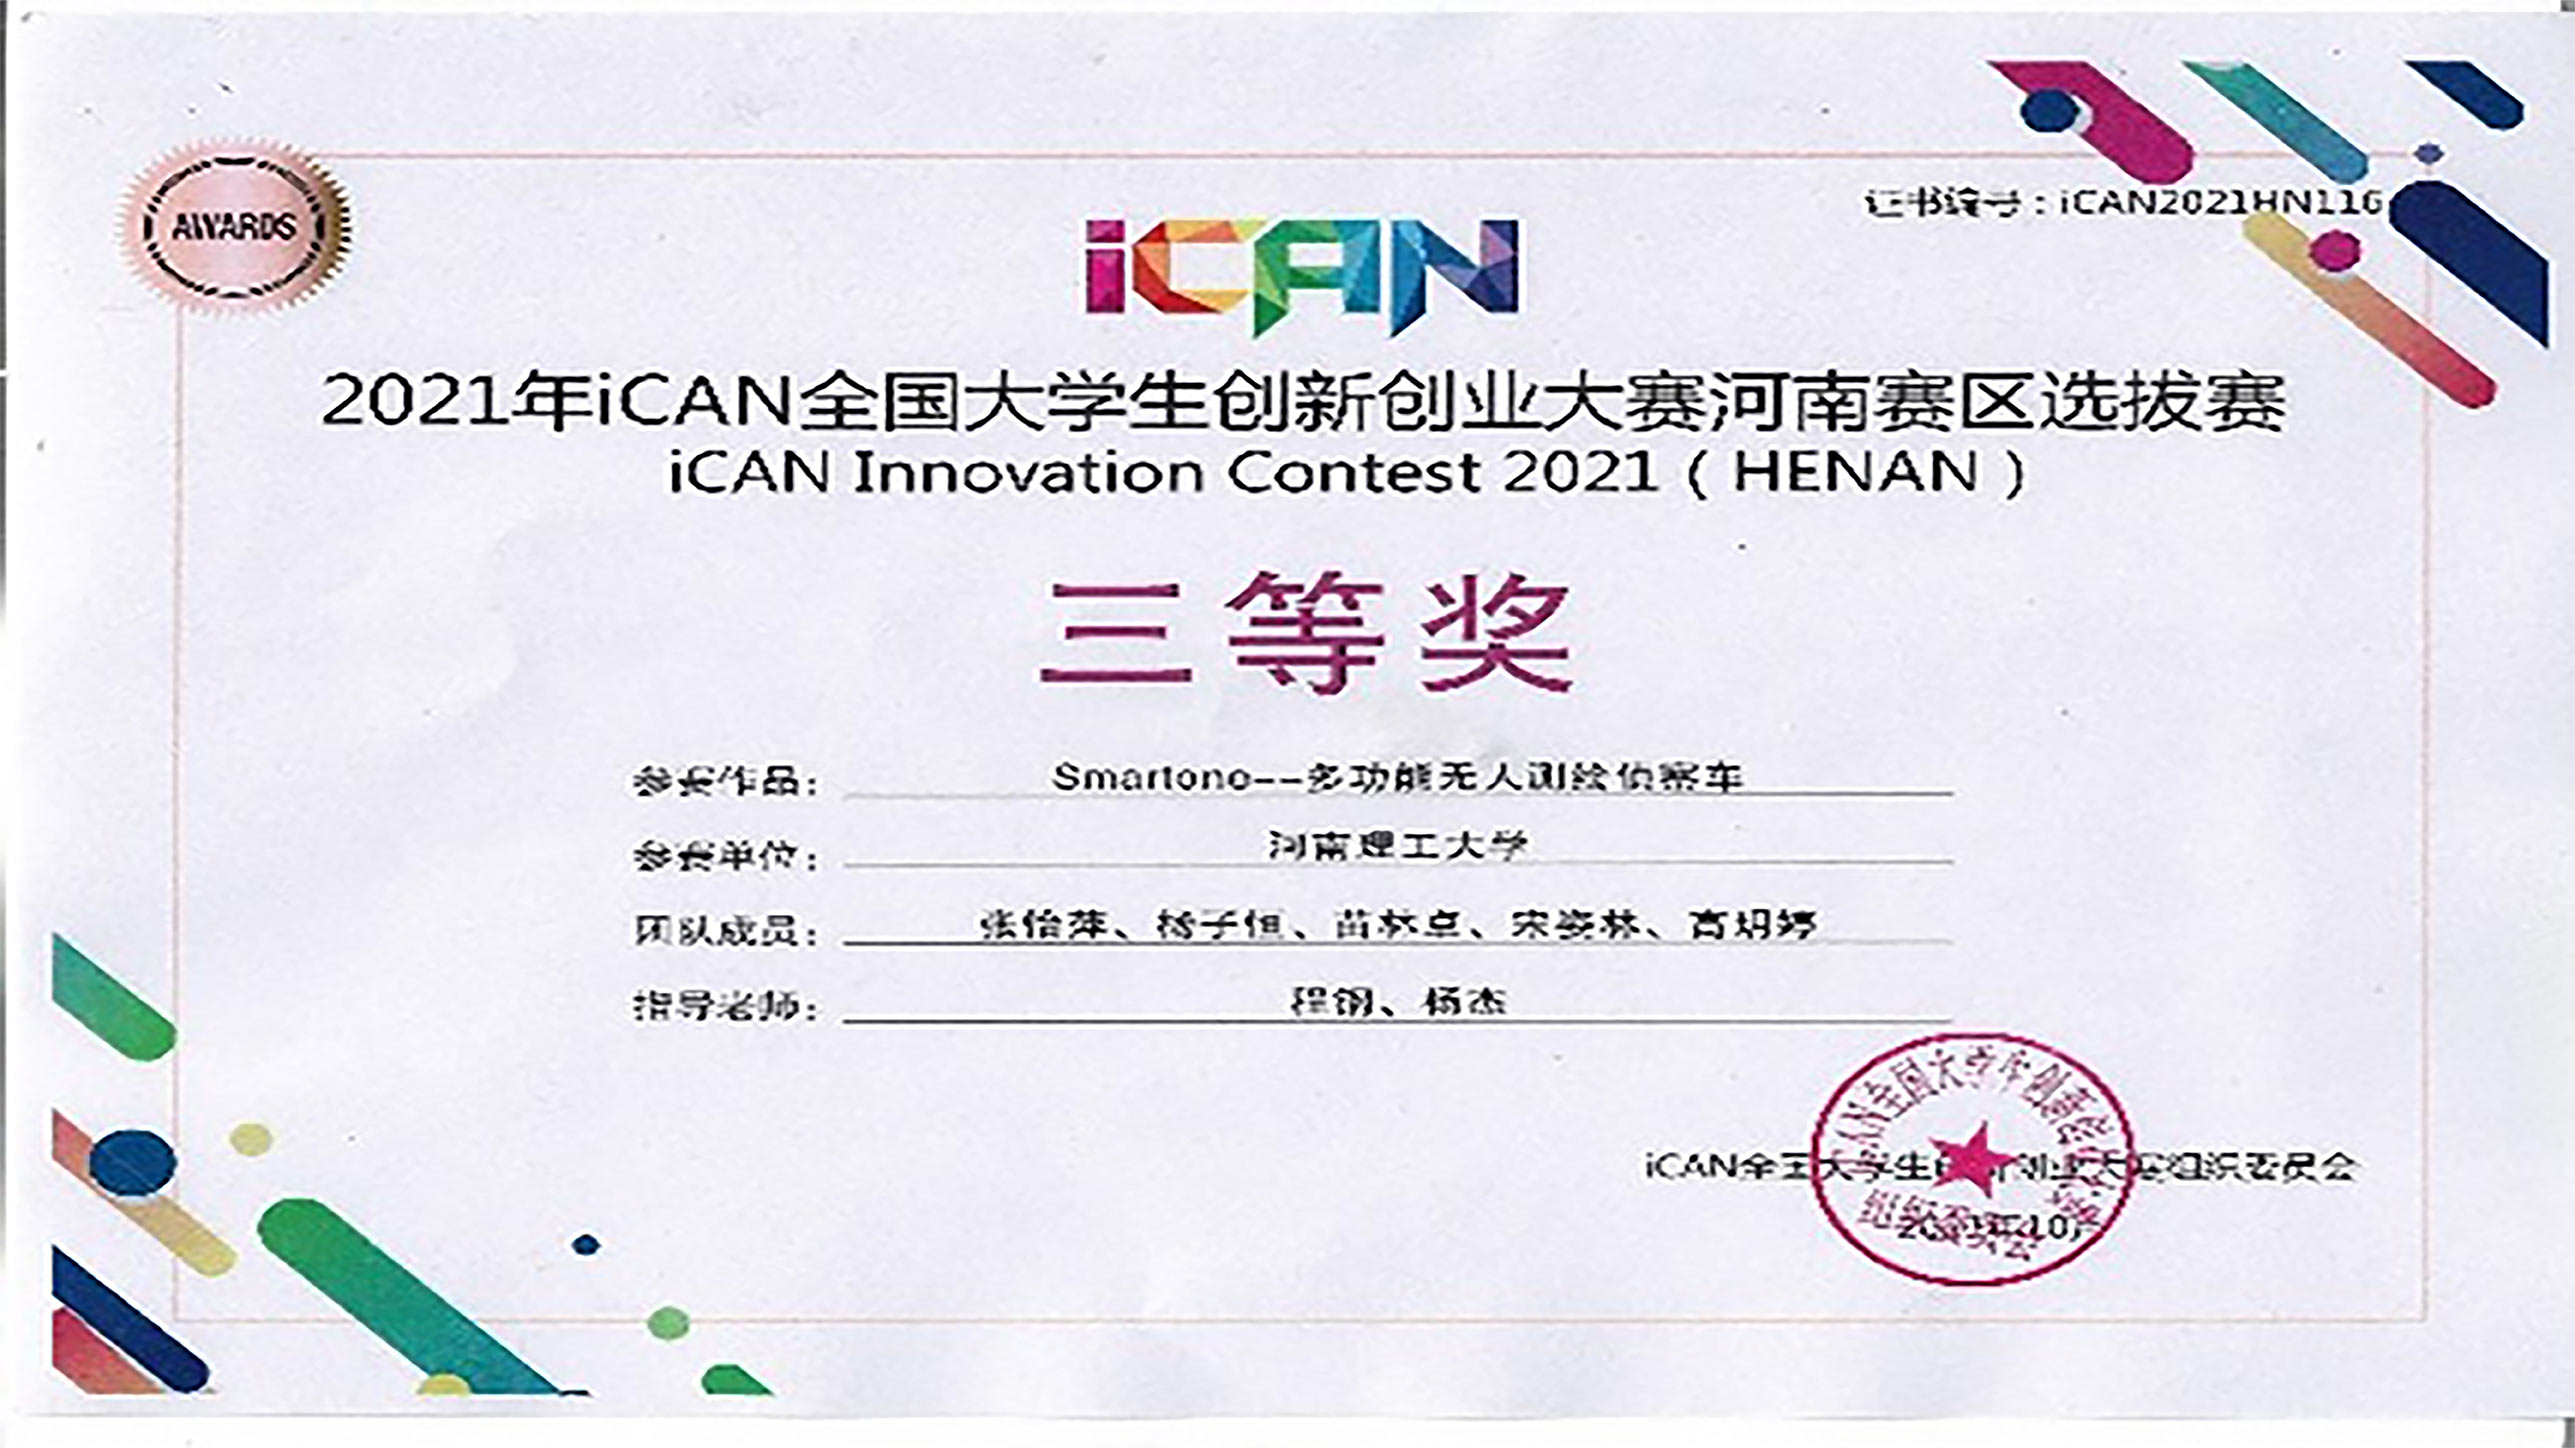 AWARDS
证书编号：iCAN2021HN116
iCAN
2021年iCAN全国大学生创新创业大赛河南赛区选拔赛
iCAN Innovation Contest 2021（HENAN）
三等奖
参赛作品： Smartono--多功能无人测绘侦察车
参赛单位： 河南理工大学
团队成员： 张怡萍、杨子恒、苗林卓、宋姿林、高
指导老师： 程钢、杨杰
iCAN全国大学生创新创业大赛组织委员会
2021年10月